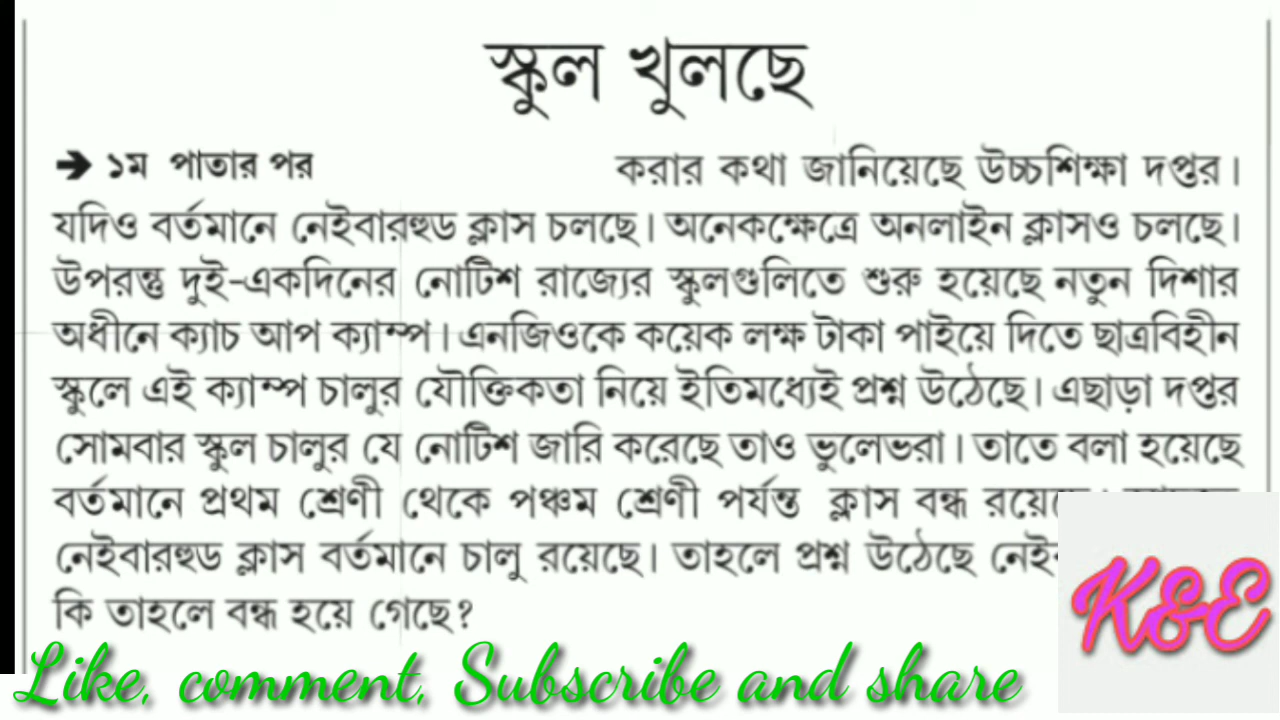 স্কুল খুলছে
➔ ১ম পাতার পর করার কথা জানিয়েছে উচ্চশিক্ষা দপ্তর।
যদিও বর্তমানে নেইবারহুড ক্লাস চলছে। অনেকক্ষেত্রে অনলাইন ক্লাসও চলছে।
উপরন্তু দুই-একদিনের নোটিশ রাজ্যের স্কুলগুলিতে শুরু হয়েছে নতুন দিশার
অধীনে ক্যাচ আপ ক্যাম্প। এনজিওকে কয়েক লক্ষ টাকা পাইয়ে দিতে ছাত্রবিহীন
স্কুলে এই ক্যাম্প চালুর যৌক্তিকতা নিয়ে ইতিমধ্যেই প্রশ্ন উঠেছে। এছাড়া দপ্তর
সোমবার স্কুল চালুর যে নোটিশ জারি করেছে তাও ভুলেভরা। তাতে বলা হয়েছে
বর্তমানে প্রথম শ্রেণী থেকে পঞ্চম শ্রেণী পর্যন্ত ক্লাস বন্ধ
নেইবারহুড ক্লাস বর্তমানে চালু রয়েছে। তাহলে প্রশ্ন উঠেছে
কি তাহলে বন্ধ হয়ে গেছে?
K&E
Like, comment, Subscribe and share